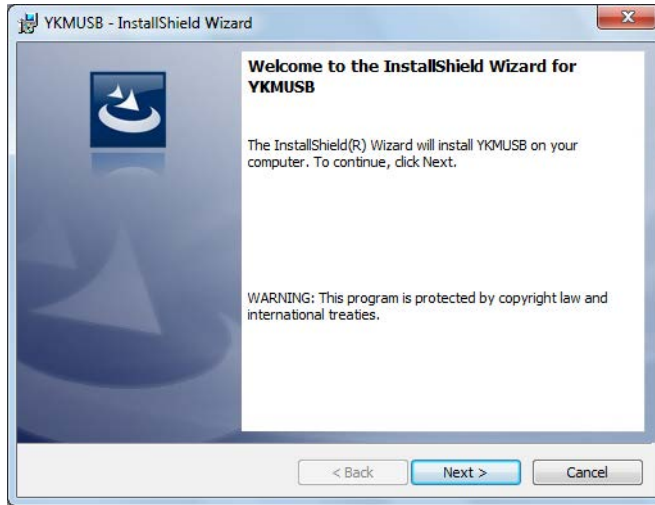 YKMUSB - InstallShield Wizard
Welcome to the InstallShield Wizard for
YKMUSB
The InstallShield(R) Wizard will install YKMUSB on your
computer. To continue, click Next.
WARNING: This program is protected by copyright law and
international treaties.
< Back
Next >
Cancel